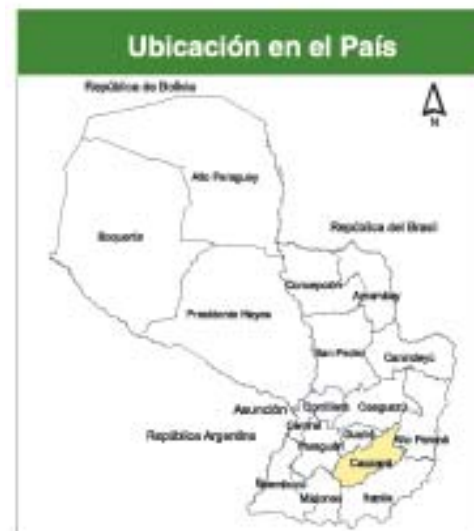 Ubicación en el País
República de Bolivia
N
Alto Paraguay
República del Brasil
Boquerón
Concepción
Amambay
Presidente Hayes
San Pedro
Canindeyú
Asunción
Cordillera
Caaguazú
Central
República Argentina
Guairá
Alto Paraná
Paraguarí
Caazapá
Ñeembucú
Misiones
Itapúa